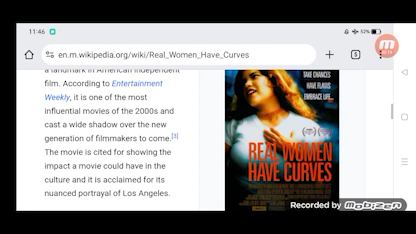 11:46
52%
en.m.wikipedia.org/wiki/Real_Women_Have_Curves
5
a landmark in American independent
film. According to Entertainment
Weekly, it is one of the most
influential movies of the 2000s and
cast a wide shadow over the new
generation of filmmakers to come.[3]
The movie is cited for showing the
impact a movie could have in the
culture and it is acclaimed for its
nuanced portrayal of Los Angeles.
TAKE CHANCES
HAVE FLAWS
EMBRACE LIFE...
REAL WOMEN
HAVE CURVES
Recorded by mobizen